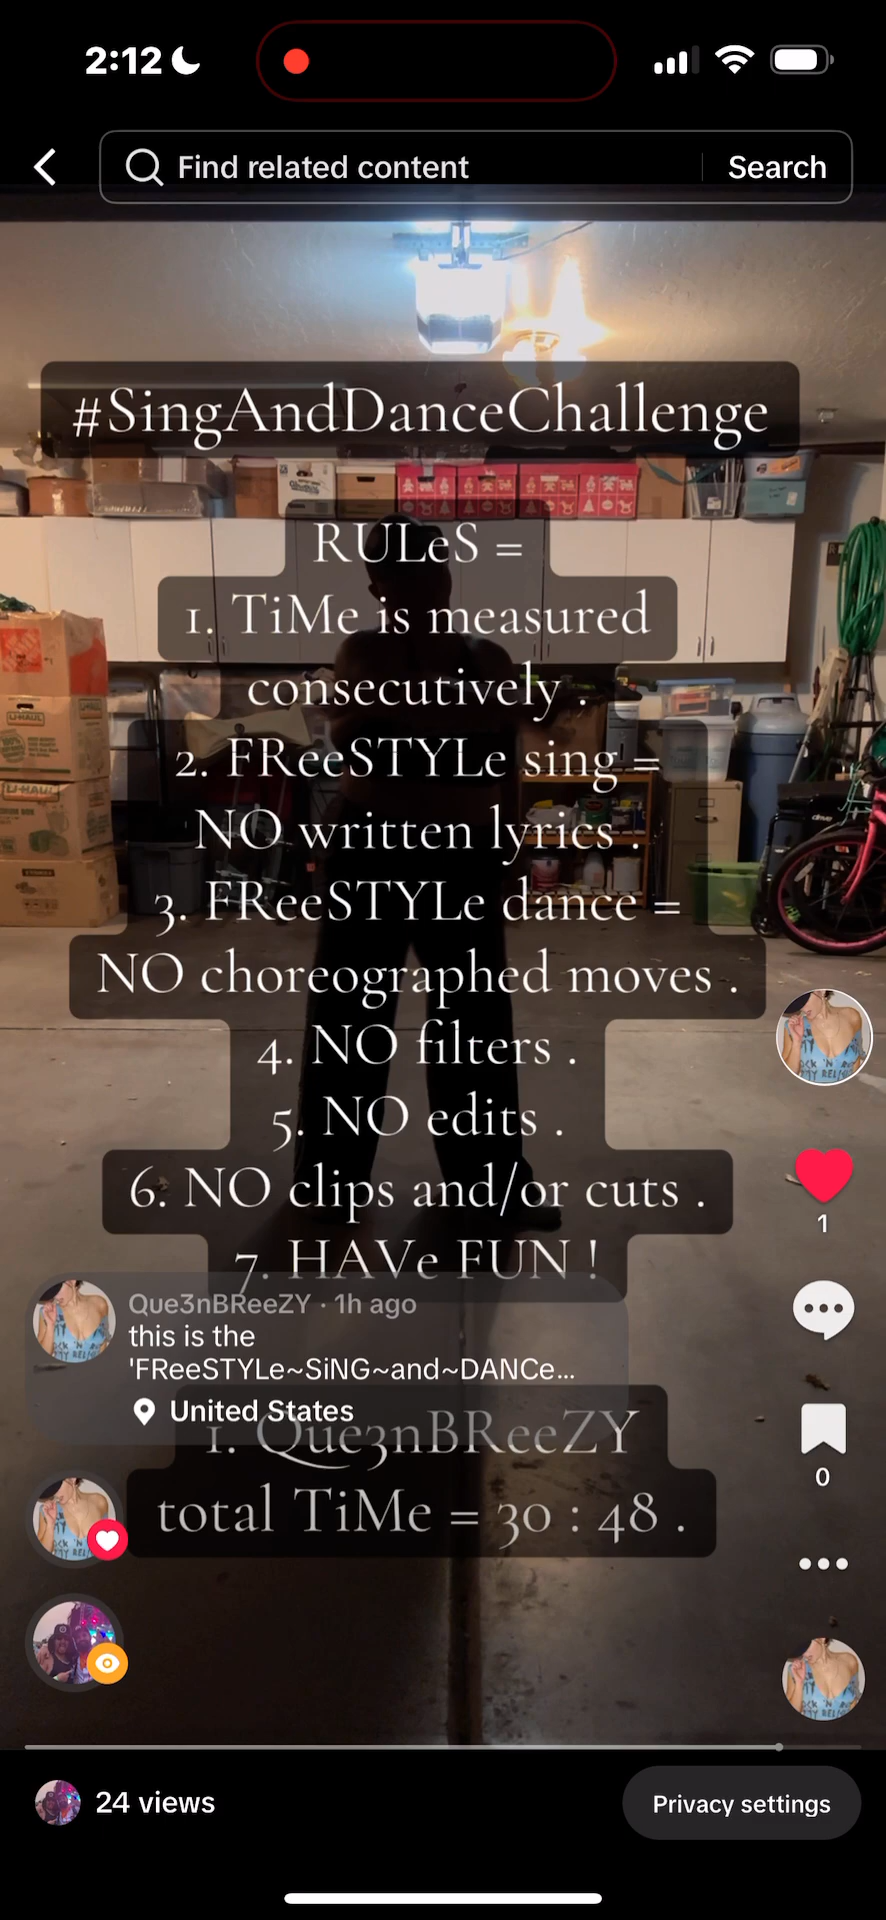 2:12
Find related content
Search
#SingAndDanceChallenge
RULeS =
1. TiMe is measured
consecutively .
2. FReeSTYLe sing =
NO written lyrics .
3. FReeSTYLe dance =
NO choreographed moves .
4. NO filters .
5. NO edits .
6. NO clips and/or cuts .
7. HAVe FUN !
1
Que3nBReeZY · 1h ago
this is the
'FReeSTYLe~SiNG~and~DANCe...
United States
1. Que3nBReeZY
total TiMe = 30 : 48 .
0
24 views
Privacy settings
U-HAUL
U-HAUL